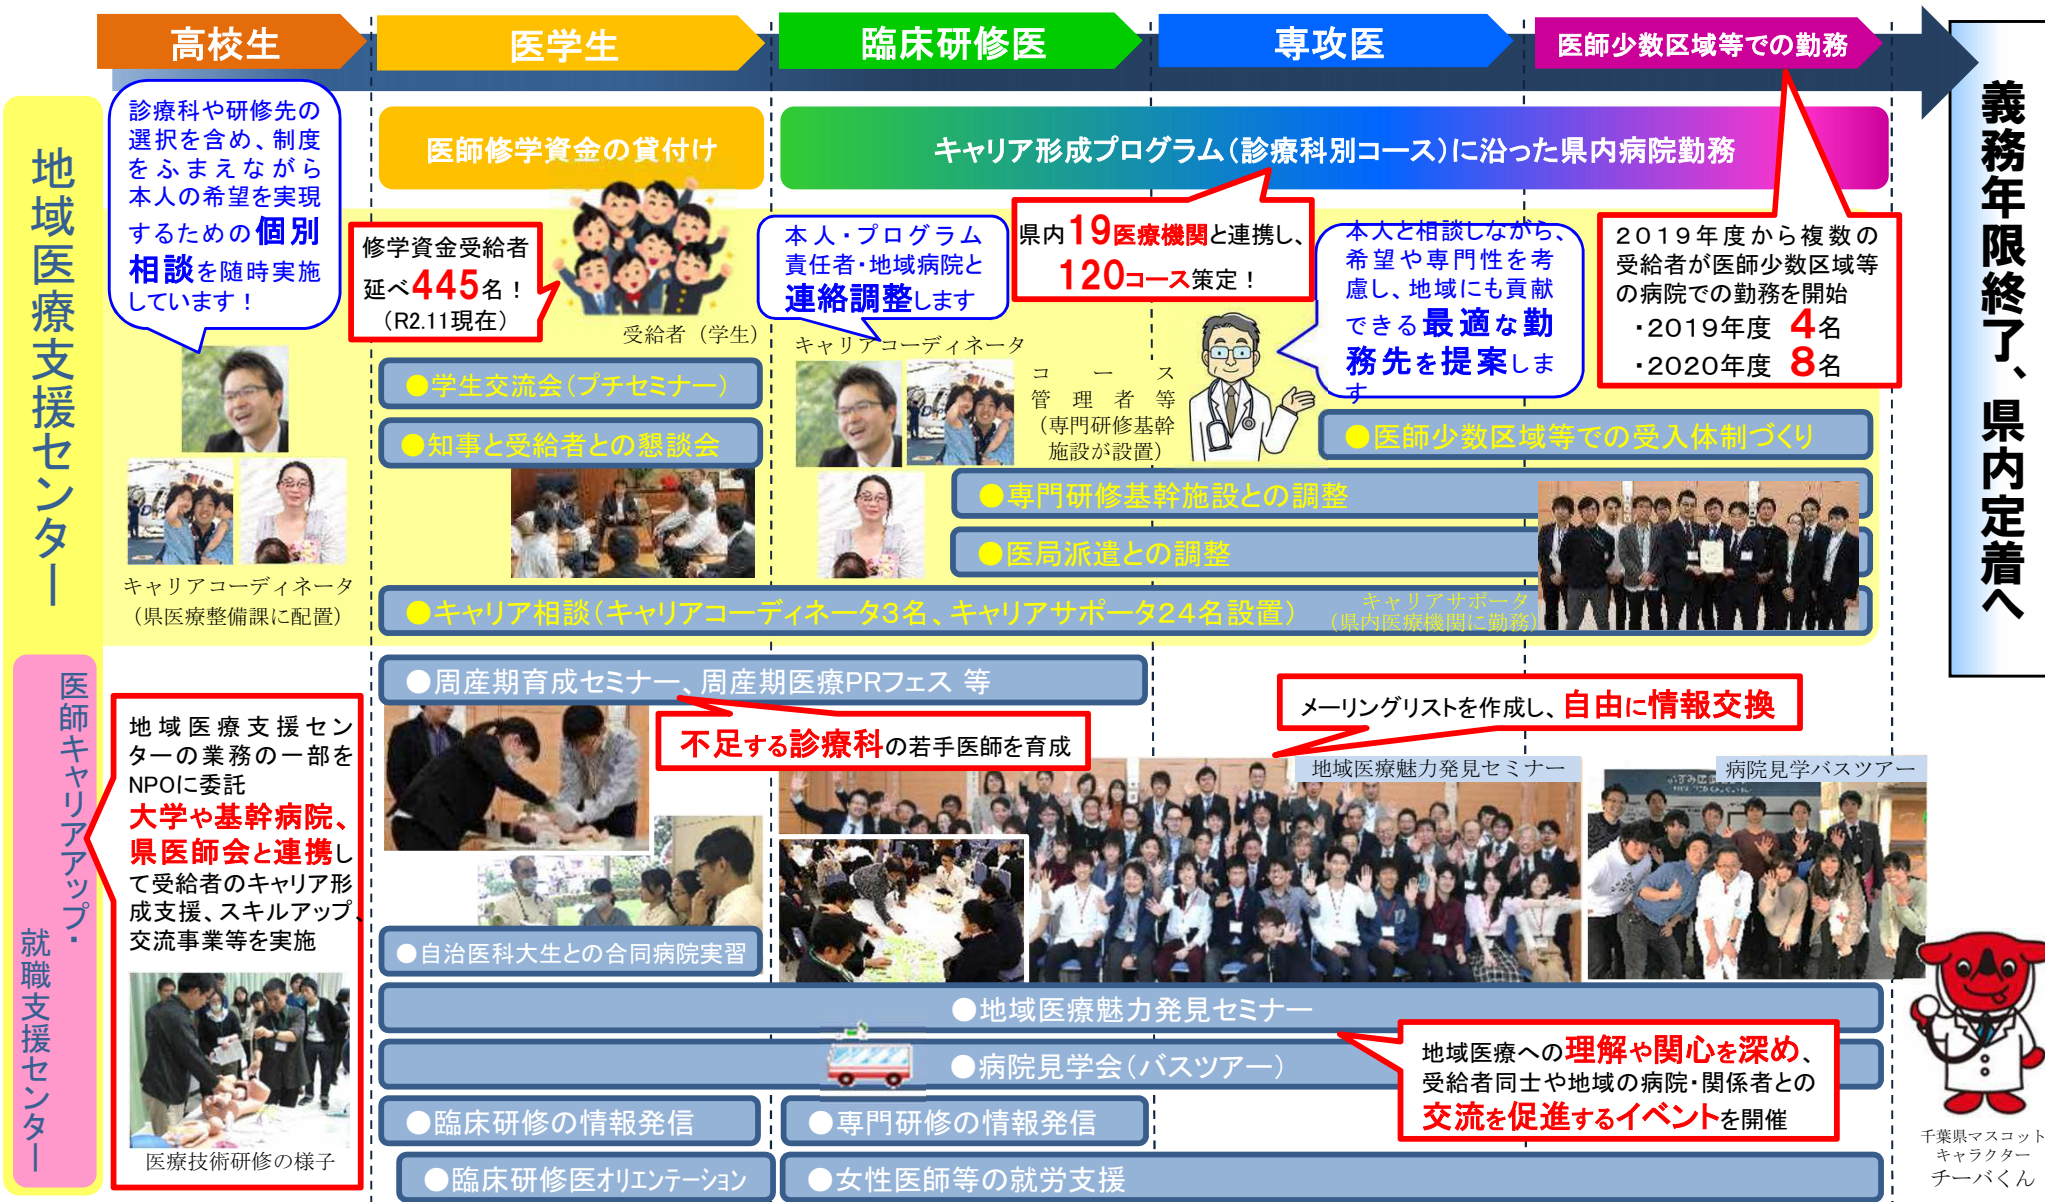 高校生
医学生
臨床研修医
専攻医
医師少数区域等での勤務
義務年限終了、県内定着へ
地域医療支援センター
診療科や研修先の
選択を含め、制度
をふまえながら
本人の希望を実現
するための個別
相談を随時実施
しています！
キャリアコーディネータ
（県医療整備課に配置）
医師修学資金の貸付け
修学資金受給者
延べ445名！
（R2.11現在）
受給者（学生）
キャリア形成プログラム（診療科別コース）に沿った県内病院勤務
本人・プログラム
責任者・地域病院と
連絡調整します
キャリアコーディネータ
県内19医療機関と連携し、
120コース策定！
コース
管理者等
（専門研修基幹
施設が設置）
本人と相談しながら、
希望や専門性を考
慮し、地域にも貢献
できる最適な勤
務先を提案しま
す
2019年度から複数の
受給者が医師少数区域等
の病院での勤務を開始
・2019年度 4名
・2020年度 8名
●学生交流会（プチセミナー）
●知事と受給者との懇談会
●医師少数区域等での受入体制づくり
●専門研修基幹施設との調整
●医局派遣との調整
●キャリア相談（キャリアコーディネータ3名、キャリアサポータ24名設置）
キャリアサポータ
（県内医療機関に勤務）
医師キャリアアップ・
就職支援センター
地域医療支援セン
ターの業務の一部を
NPOに委託
大学や基幹病院、
県医師会と連携し
て受給者のキャリア形
成支援、スキルアップ、
交流事業等を実施
医療技術研修の様子
●周産期育成セミナー、周産期医療PRフェス 等
不足する診療科の若手医師を育成
メーリングリストを作成し、自由に情報交換
地域医療魅力発見セミナー
病院見学バスツアー
●自治医科大生との合同病院実習
●地域医療魅力発見セミナー
●病院見学会（バスツアー）
地域医療への理解や関心を深め、
受給者同士や地域の病院・関係者との
交流を促進するイベントを開催
●臨床研修の情報発信
●専門研修の情報発信
●臨床研修医オリエンテーション
●女性医師等の就労支援
千葉県マスコット
キャラクター
チーバくん